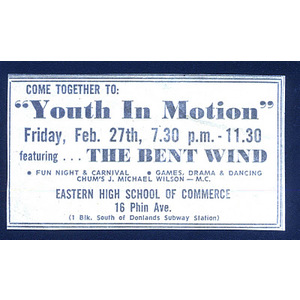 COME TOGETHER TO:
"Youth In Motion"
Friday, Feb. 27th, 7.30 p.m. - 11.30
featuring . . . THE BENT WIND
• FUN NIGHT & CARNIVAL • GAMES, DRAMA & DANCING
CHUM'S J. MICHAEL WILSON — M.C.
EASTERN HIGH SCHOOL OF COMMERCE
16 Phin Ave.
(1 Blk. South of Donlands Subway Station)